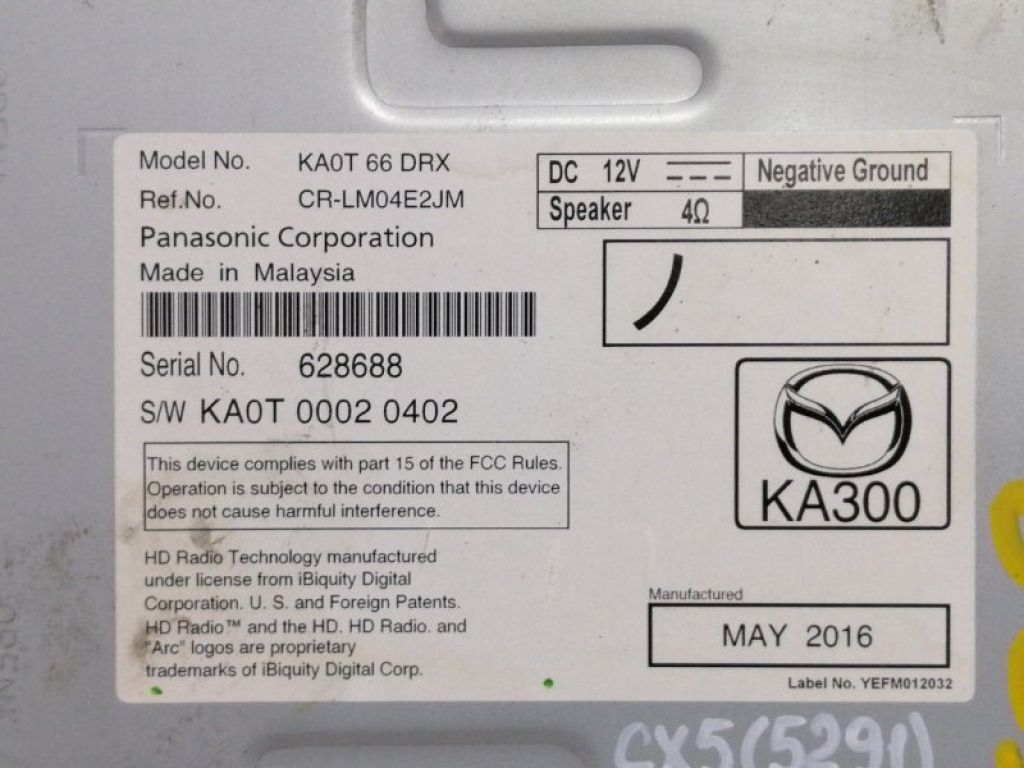 Model No. KA0T 66 DRX
Ref.No. CR-LM04E2JM
Panasonic Corporation
Made in Malaysia
Serial No. 628688
S/W KA0T 0002 0402
This device complies with part 15 of the FCC Rules.
Operation is subject to the condition that this device
does not cause harmful interference.
HD Radio Technology manufactured
under license from iBiquity Digital
Corporation. U. S. and Foreign Patents.
HD Radio™ and the HD. HD Radio. and
"Arc" logos are proprietary
trademarks of iBiquity Digital Corp.
DC 12V Negative Ground
Speaker 4Ω
KA300
Manufactured
MAY 2016
Label No. YEFM012032
CX5(5291)